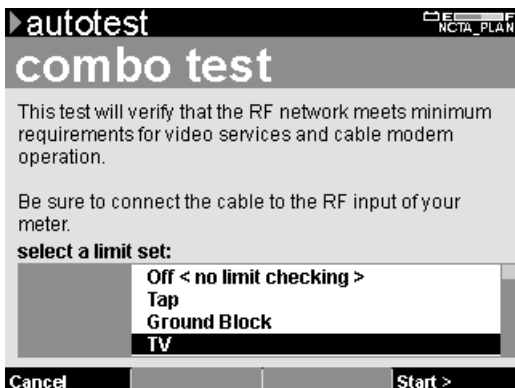 autotest
E F
NCTA_PLAN
combo test
This test will verify that the RF network meets minimum
requirements for video services and cable modem
operation.
Be sure to connect the cable to the RF input of your
meter.
select a limit set:
Off < no limit checking >
Tap
Ground Block
TV
Cancel
Start >